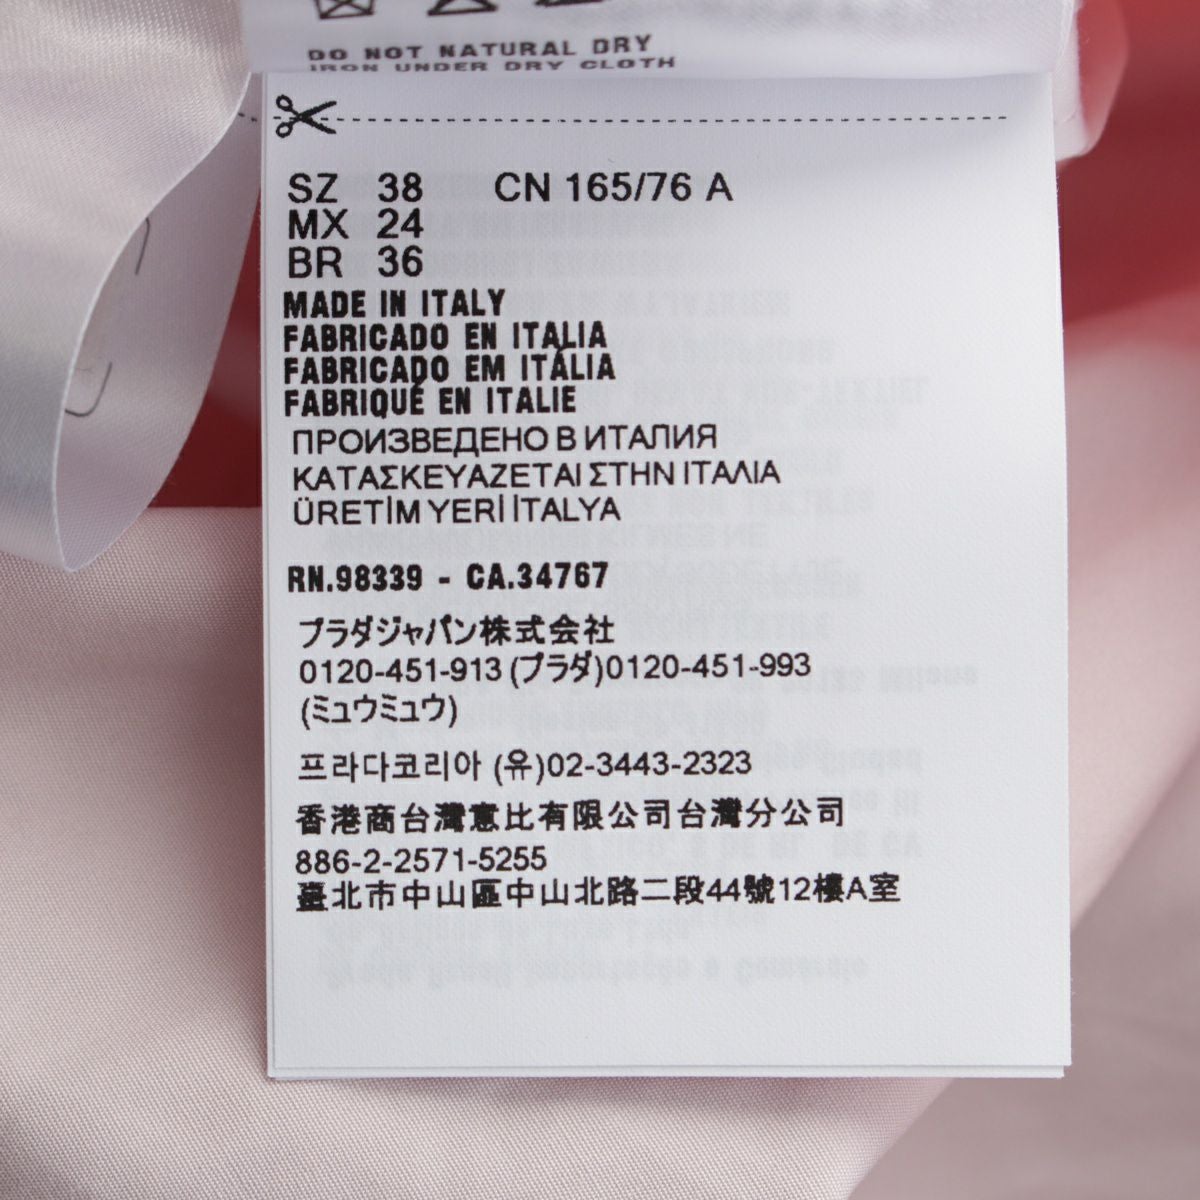 DO NOT NATURAL DRY
IRON UNDER DRY CLOTH
SZ 38 CN 165/76 A
MX 24
BR 36
MADE IN ITALY
FABRICADO EN ITALIA
FABRICADO EM ITÁLIA
FABRIQUÉ EN ITALIE
ПРОИЗВЕДЕНО В ИТАЛИЯ
ΚΑΤΑΣΚΕΥΑΖΕΤΑΙ ΣΤΗΝ ΙΤΑΛΙΑ
ÜRETİM YERİ İTALYA
RN.98339 - CA.34767
プラダジャパン株式会社
0120-451-913 (プラダ)0120-451-993
(ミュウミュウ)
프라다코리아 (유)02-3443-2323
香港商台灣意比有限公司台灣分公司
886-2-2571-5255
臺北市中山區中山北路二段44號12樓A室